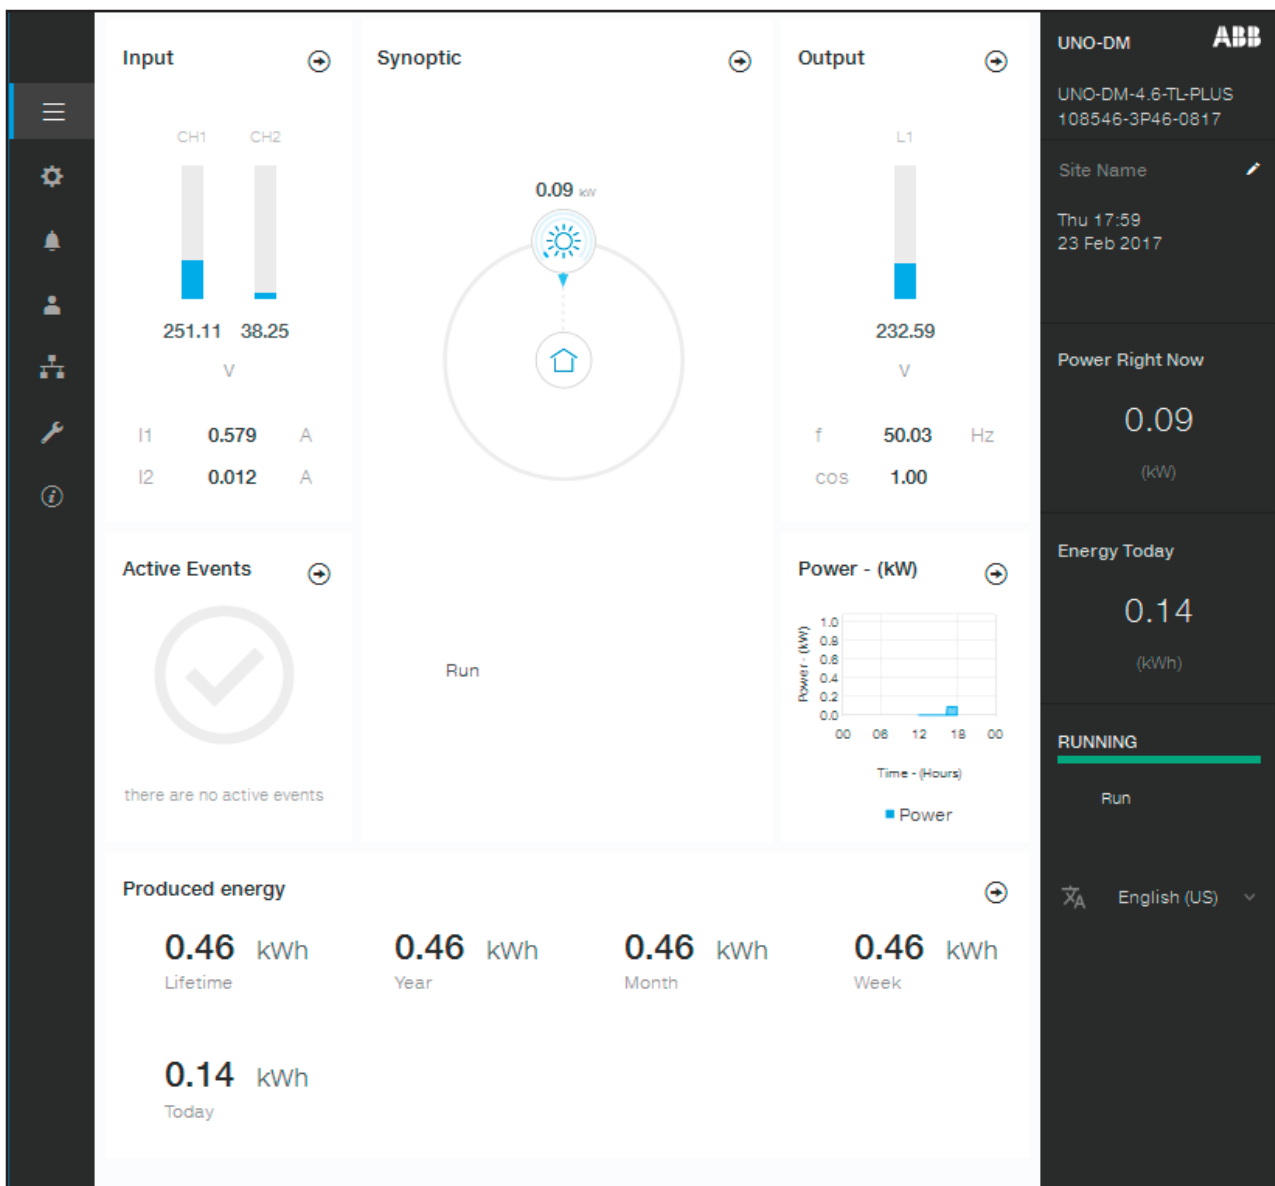 Input
CH1 CH2
251.11 38.25
V
I1 0.579 A
I2 0.012 A
Synoptic
0.09 kW
Run
Output
L1
232.59
V
f 50.03 Hz
cos 1.00
Active Events
there are no active events
Power - (kW)
Power - (kW)
1.0
0.8
0.6
0.4
0.2
0.0
00 06 12 18 00
Time - (Hours)
Power
Produced energy
0.46 kWh
Lifetime
0.46 kWh
Year
0.46 kWh
Month
0.46 kWh
Week
0.14 kWh
Today
UNO-DM ABB
UNO-DM-4.6-TL-PLUS
108546-3P46-0817
Site Name
Thu 17:59
23 Feb 2017
Power Right Now
0.09
(kW)
Energy Today
0.14
(kWh)
RUNNING
Run
English (US)